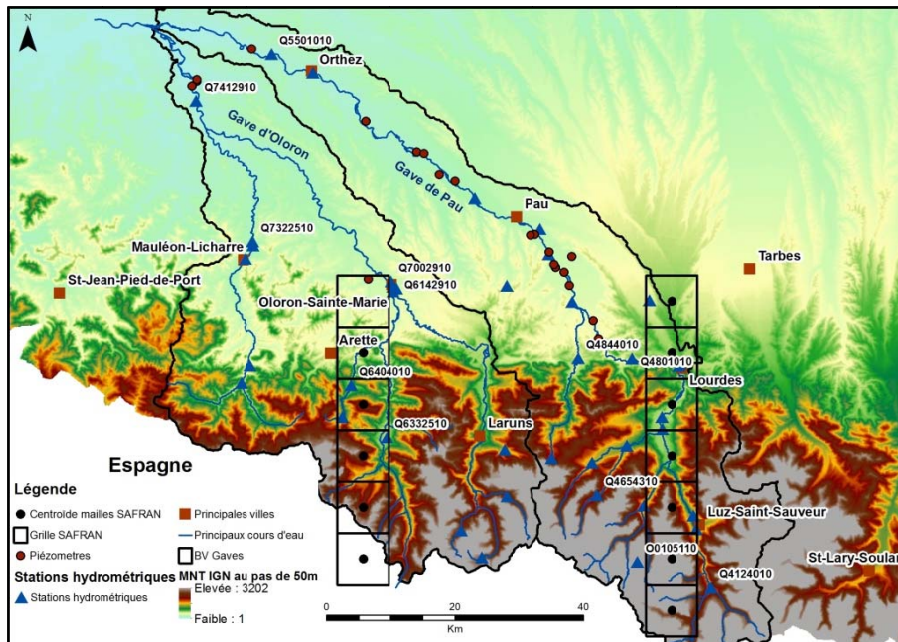 N
Q5501010
Orthez
Q7412910
Gave d'Oloron
Gave de Pau
Pau
Q7322510
Mauléon-Licharre
Tarbes
Q7002910
St-Jean-Pied-de-Port
Q6142910
Oloron-Sainte-Marie
Arette
Q4844010
Q4801010
Q6404010
Lourdes
Laruns
Q6332510
Espagne
Q4654310
Luz-Saint-Sauveur
O0105110
St-Lary-Soulan
Q4124010
Légende
Centroïde mailles SAFRAN
Principales villes
Grille SAFRAN
Principaux cours d'eau
Piézometres
BV Gaves
Stations hydrométriques
MNT IGN au pas de 50m
Stations hydrométriques
Elevée : 3202
Faible : 1
0 20 40
Km